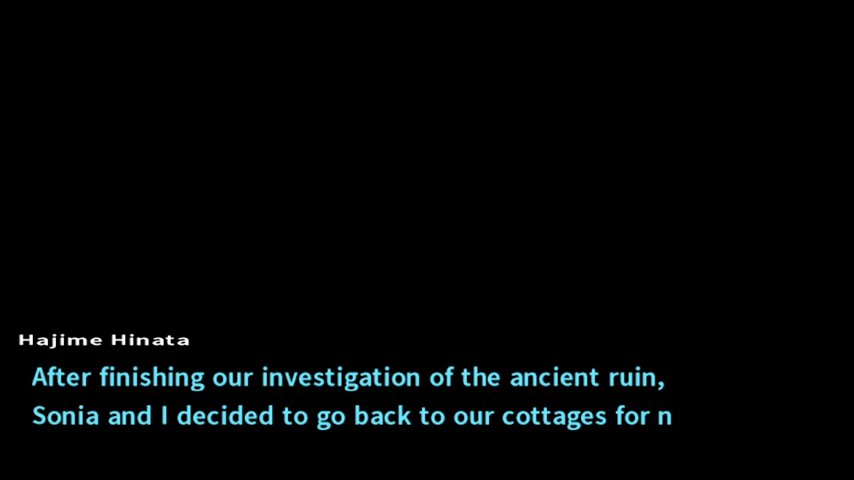 Hajime Hinata
After finishing our investigation of the ancient ruin,
Sonia and I decided to go back to our cottages for n